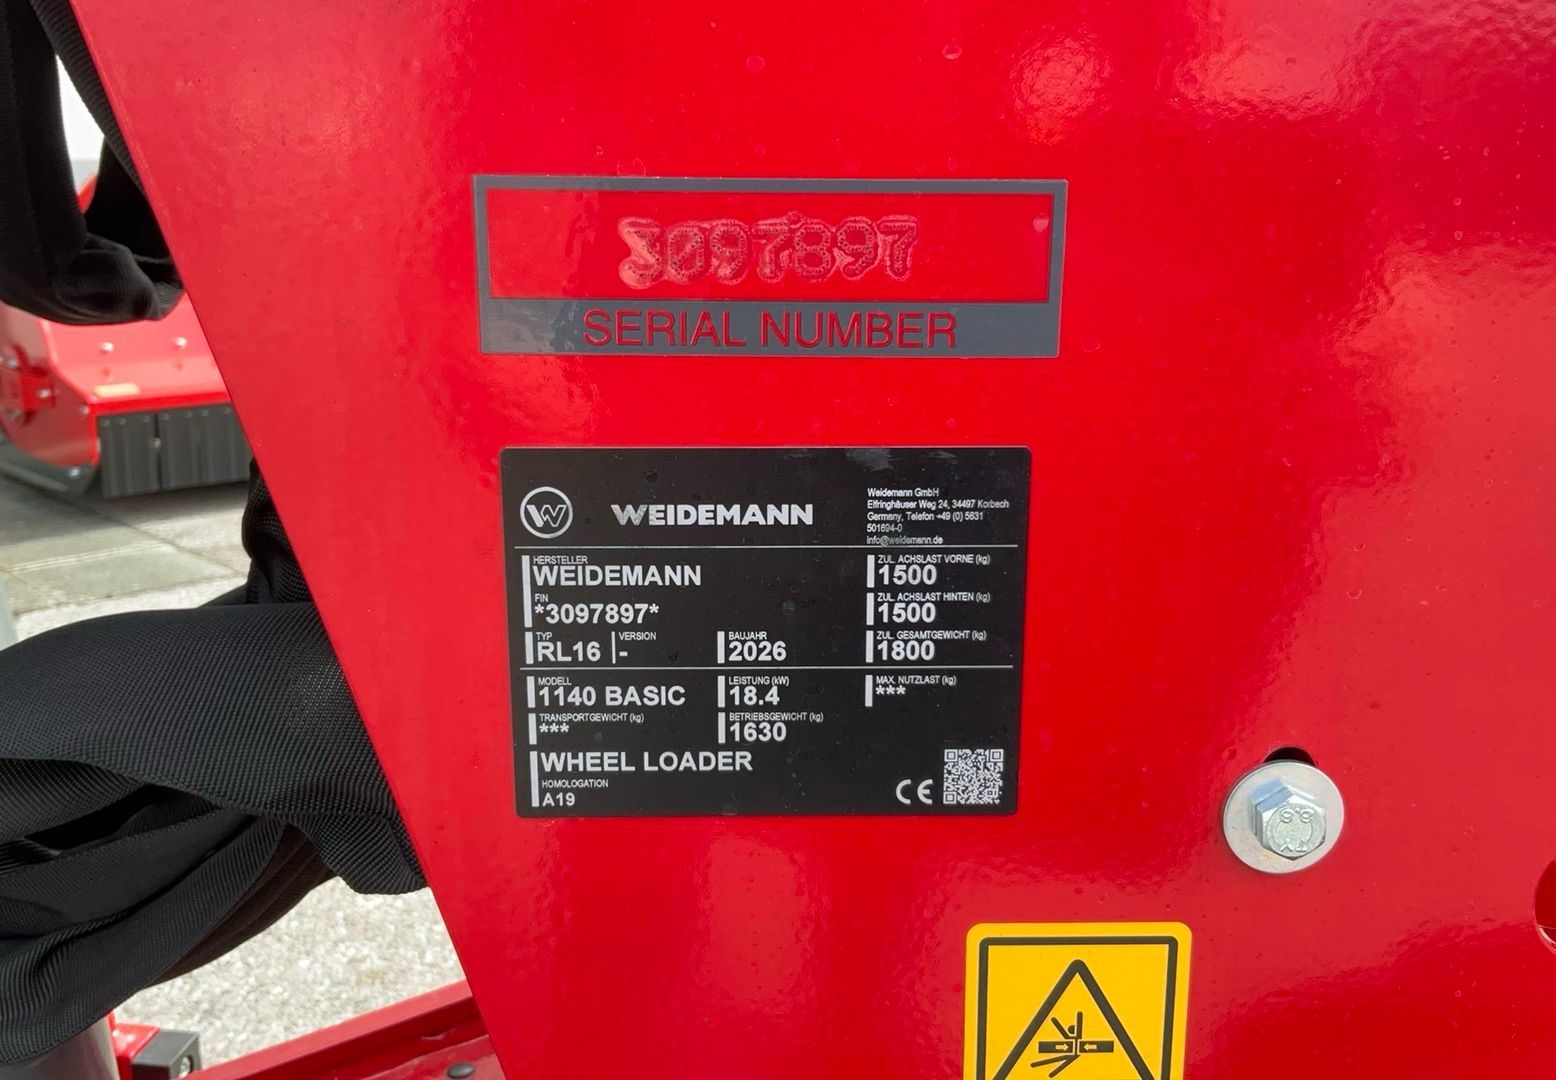 3097897
SERIAL NUMBER
W WEIDEMANN
Weidemann GmbH
Elfringhäuser Weg 24, 34497 Korbach
Germany, Telefon +49 (0) 5631
501694-0
info@weidemann.de
HERSTELLER
WEIDEMANN
ZUL. ACHSLAST VORNE (kg)
1500
FIN
*3097897*
ZUL. ACHSLAST HINTEN (kg)
1500
TYP VERSION BAUJAHR ZUL. GESAMTGEWICHT (kg)
RL16 - 2026 1800
MODELL LEISTUNG (kW) MAX. NUTZLAST (kg)
1140 BASIC 18.4 ***
TRANSPORTGEWICHT (kg) BETRIEBSGEWICHT (kg)
*** 1630
WHEEL LOADER
HOMOLOGATION
A19
CE
8.8